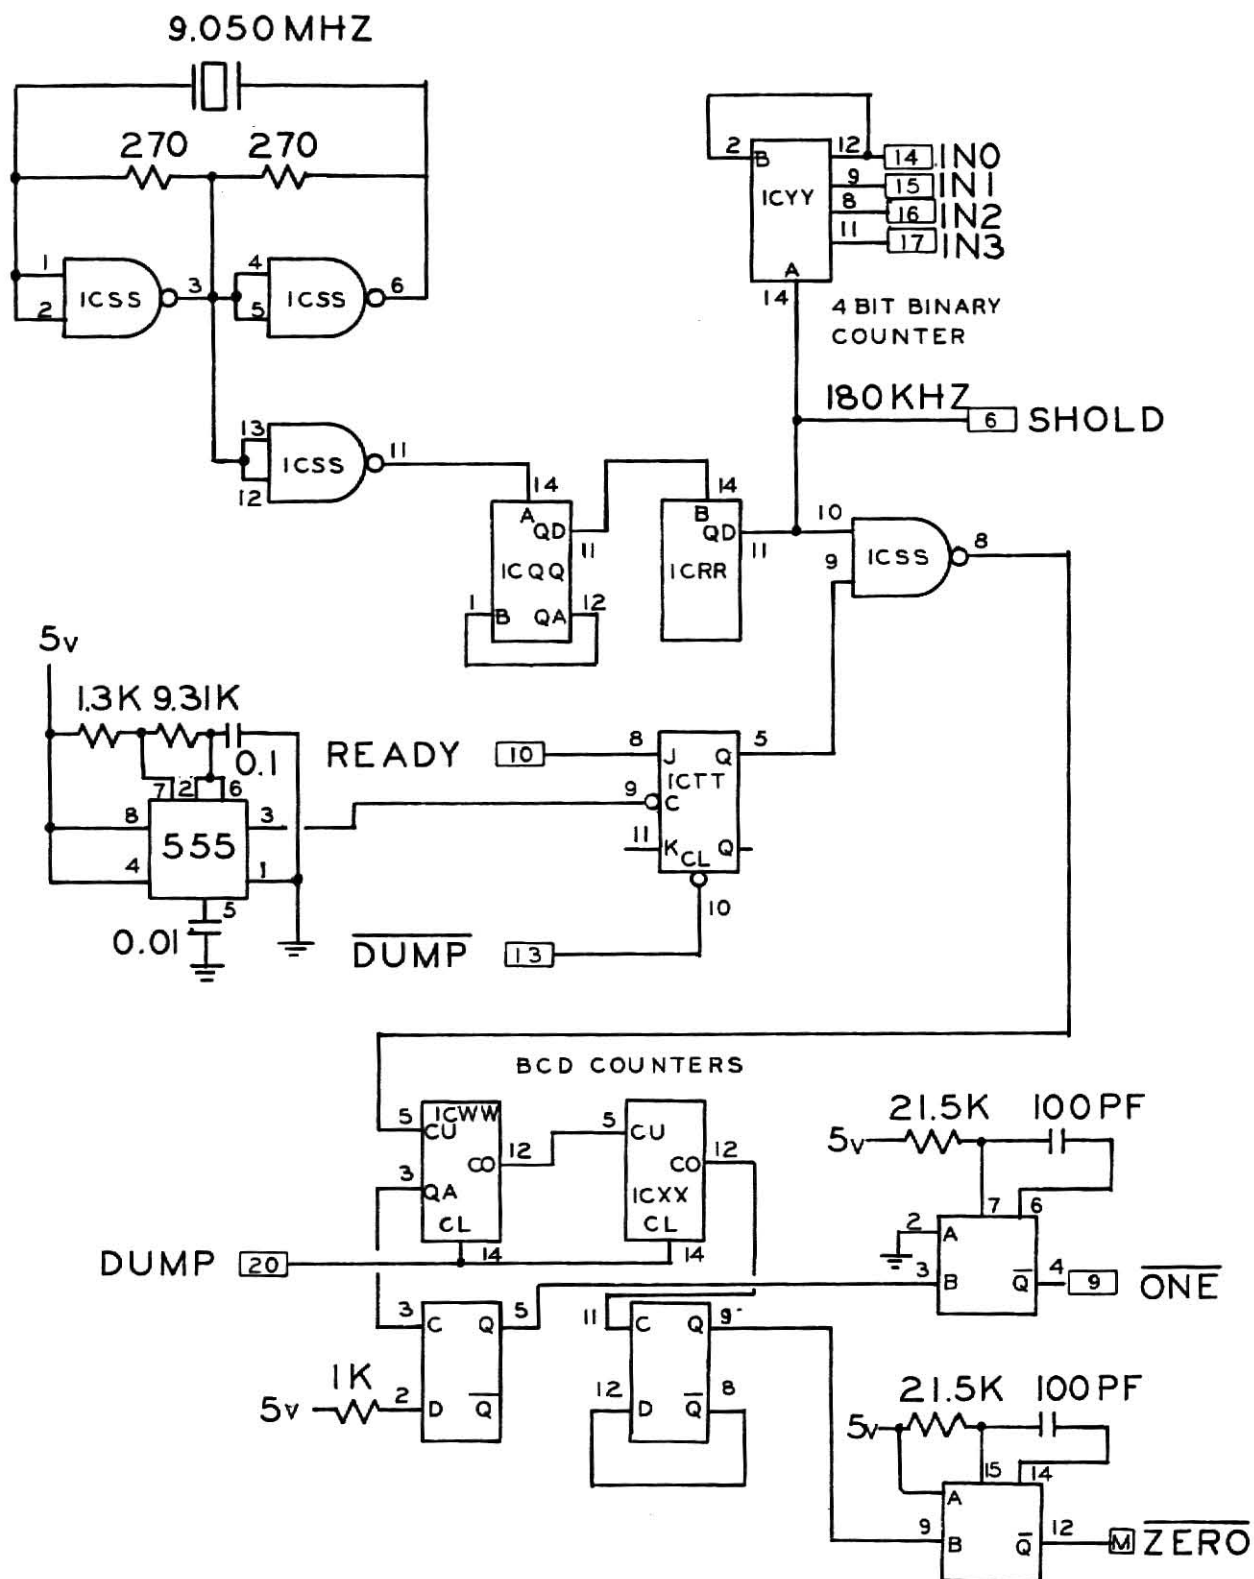 9.050 MHZ
270 270
1
2
ICSS
3
4
5
ICSS
6
13
12
ICSS
11
2 B
ICYY
A
14
12 14 IN0
9 15 IN1
8 16 IN2
11 17 IN3
4 BIT BINARY
COUNTER
180KHZ
6 SHOLD
14
A
QD
11
ICQQ
1 B QA 12
14
B
QD
11
ICRR
10
9
ICSS
8
5v
1.3K 9.31K
0.1
7 2 6
8 3
555
4 1
5
0.01
READY 10 8 J Q 5
ICTT
9 C
11 K Q
CL
10
DUMP 13
BCD COUNTERS
ICWW
5 CU
CO 12
3 QA
CL
14
5 CU
CO 12
ICXX
CL
14
DUMP 20
3 C Q 5
1K
5v 2 D Q
11 C Q 9
12 D Q 8
21.5K 100PF
5v
7 6
2 A
3 B Q 4 9 ONE
21.5K 100PF
5v
15 14
A
9 B Q 12 M ZERO